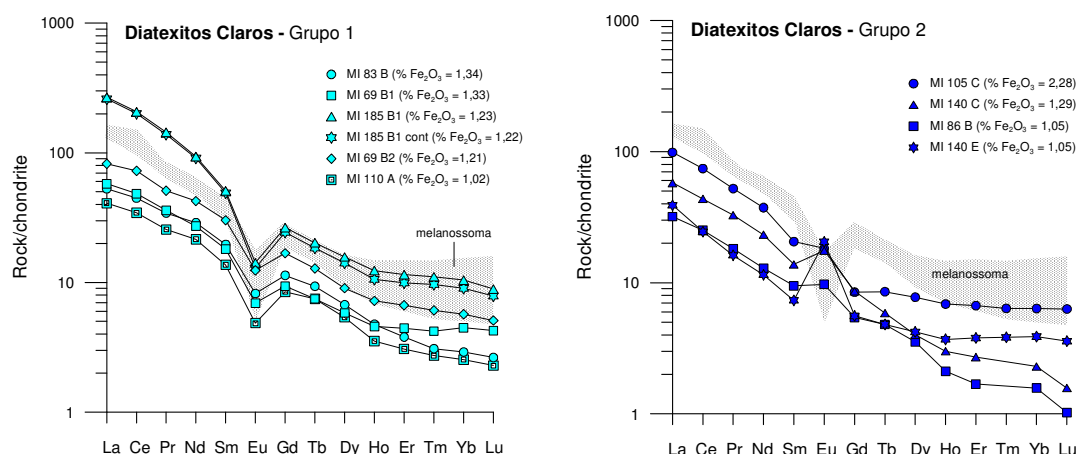 Diatexitos Claros - Grupo 1
1000
100
10
1
Rock/chondrite
MI 83 B (% Fe₂O₃ = 1,34)
MI 69 B1 (% Fe₂O₃ = 1,33)
MI 185 B1 (% Fe₂O₃ = 1,23)
MI 185 B1 cont (% Fe₂O₃ = 1,22)
MI 69 B2 (% Fe₂O₃ =1,21)
MI 110 A (% Fe₂O₃ = 1,02)
melanossoma
La Ce Pr Nd Sm Eu Gd Tb Dy Ho Er Tm Yb Lu
Diatexitos Claros - Grupo 2
1000
100
10
1
Rock/chondrite
MI 105 C (% Fe₂O₃ = 2,28)
MI 140 C (% Fe₂O₃ = 1,29)
MI 86 B (% Fe₂O₃ = 1,05)
MI 140 E (% Fe₂O₃ = 1,05)
melanossoma
La Ce Pr Nd Sm Eu Gd Tb Dy Ho Er Tm Yb Lu